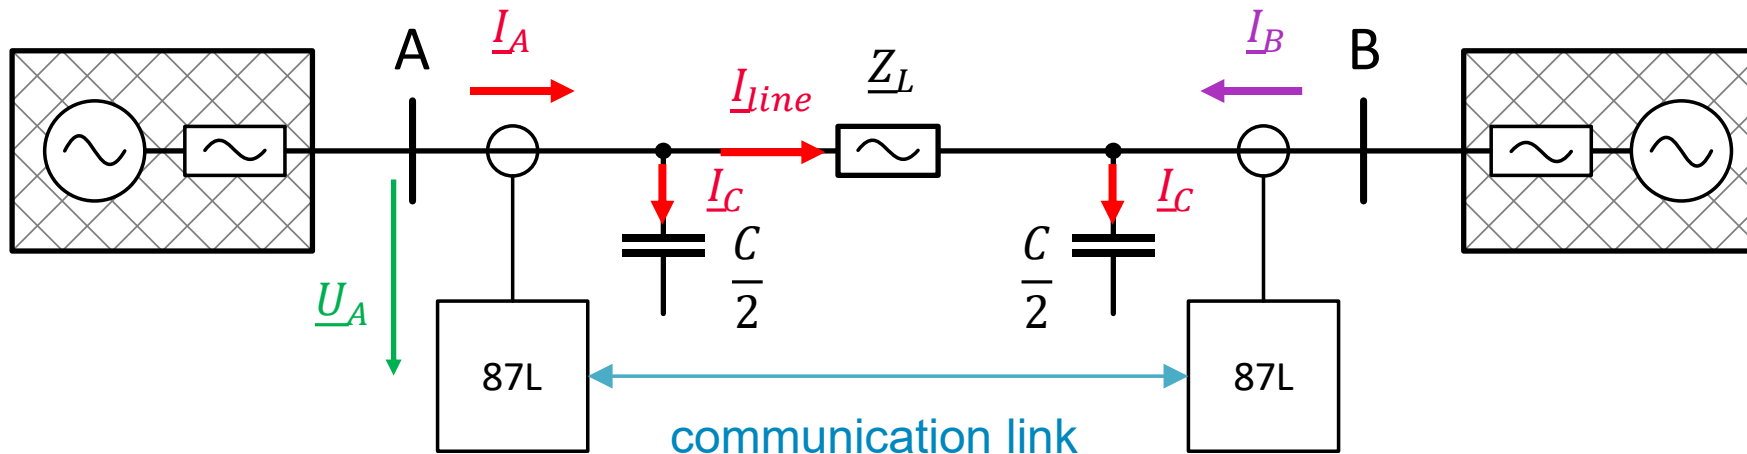 I_A
A
I_line
Z_L
I_B
B
I_C
I_C
C
2
C
2
U_A
87L
87L
communication link